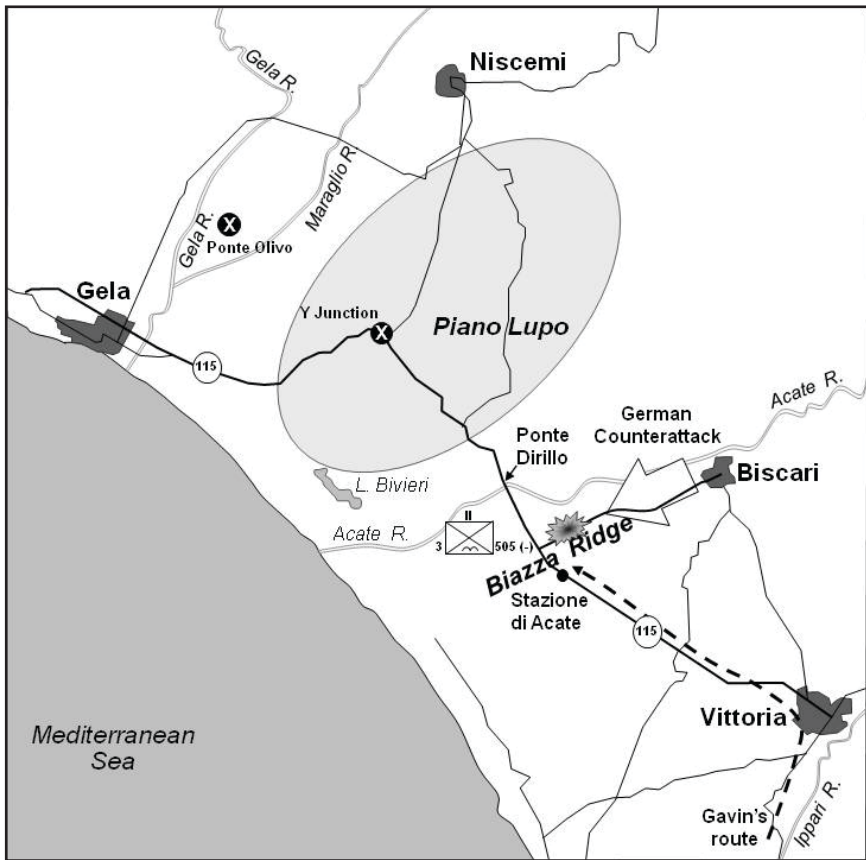 Gela R.
Niscemi
Maraglio R.
Gela R.
X
Ponte Olivo
Gela
Y Junction
X
Piano Lupo
115
German
Counterattack
Acate R.
Ponte
Dirillo
Biscari
L. Bivieri
Acate R.
II
3
505 (-)
Biazza Ridge
Stazione
di Acate
115
Vittoria
Mediterranean
Sea
Gavin's
route
Ippari R.